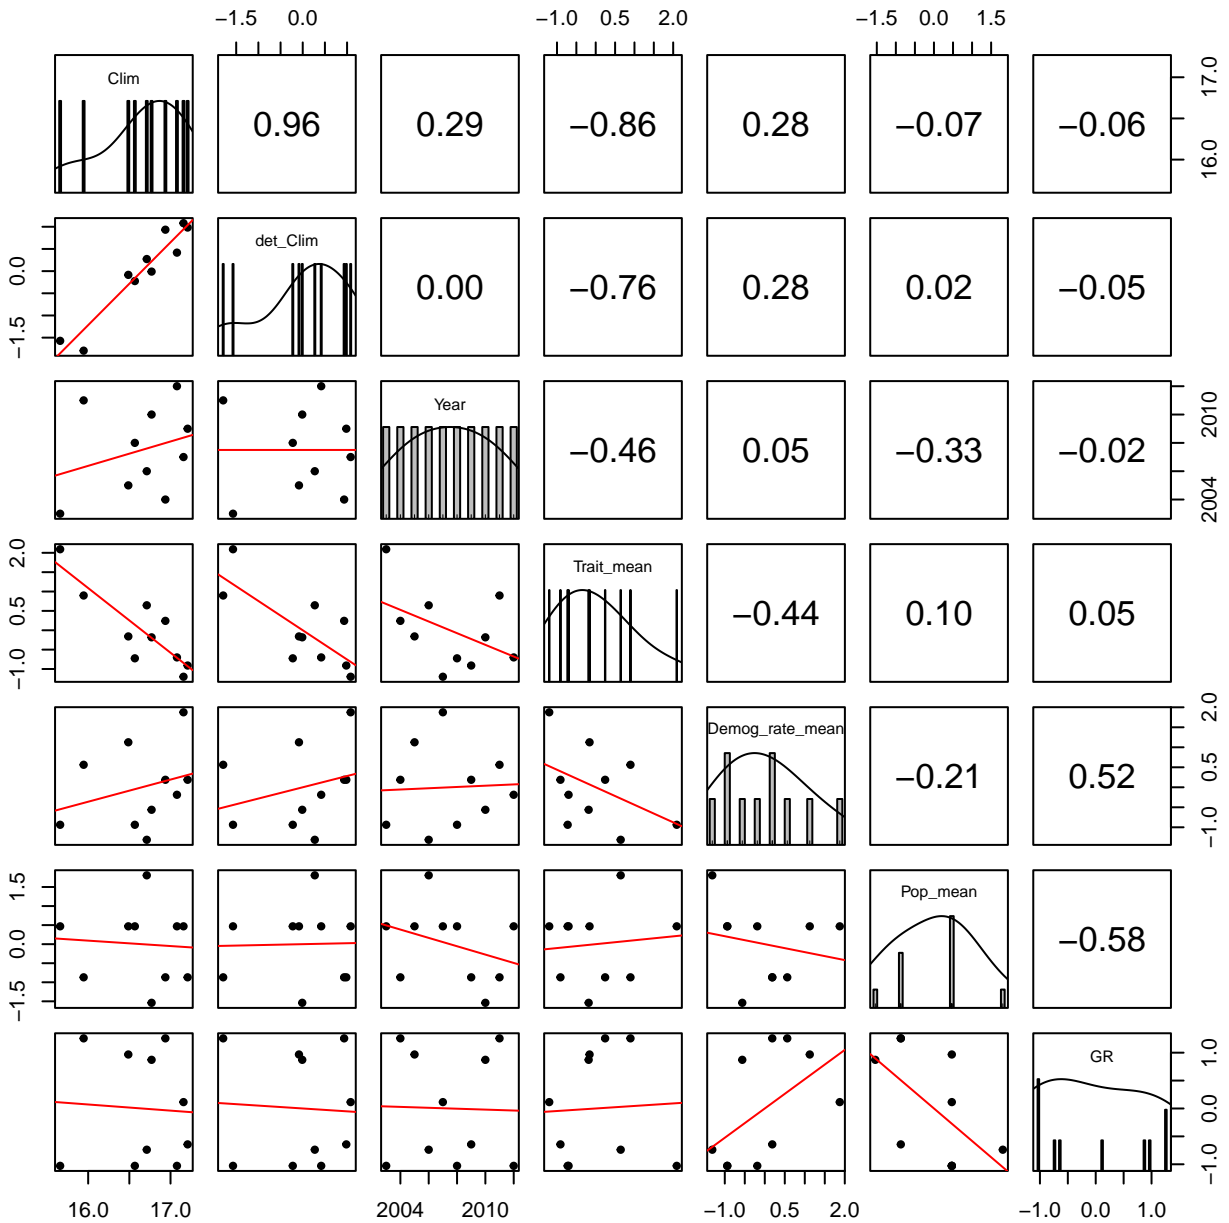 −1.5 0.0 −1.0 0.5 2.0 −1.5 0.0 1.5
Clim 0.96 0.29 −0.86 0.28 −0.07 −0.06 16.0 17.0
−1.5 0.0 det_Clim 0.00 −0.76 0.28 0.02 −0.05
Year −0.46 0.05 −0.33 −0.02 2004 2010
−1.0 0.5 2.0 Trait_mean −0.44 0.10 0.05
Demog_rate_mean −0.21 0.52 −1.0 0.5 2.0
−1.5 0.0 1.5 Pop_mean −0.58
GR −1.0 0.0 1.0
16.0 17.0 2004 2010 −1.0 0.5 2.0 −1.0 0.0 1.0